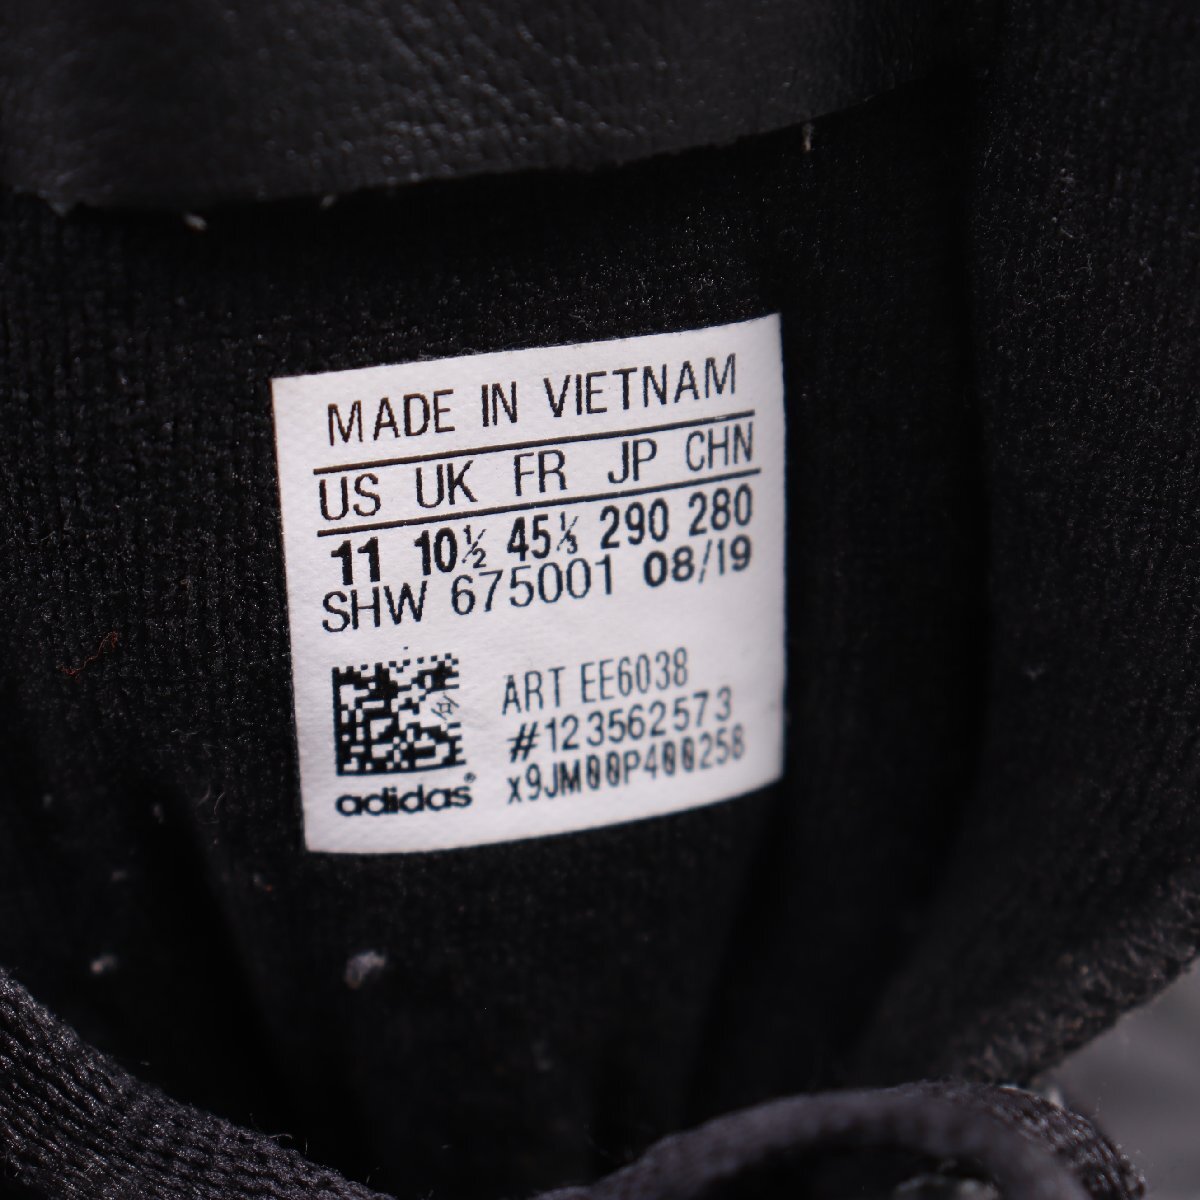 MADE IN VIETNAM
US UK FR JP CHN
11 10½ 45⅓ 290 280
SHW 675001 08/19
ART EE6038
#123562573
x9JM00P400258
adidas®